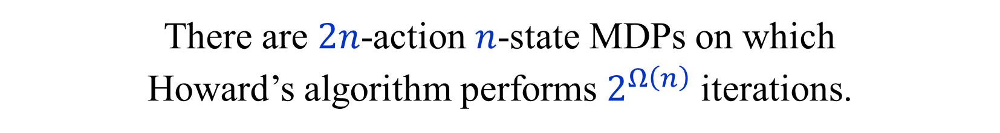 There are 2n-action n-state MDPs on which
Howard’s algorithm performs 2^Ω(n) iterations.